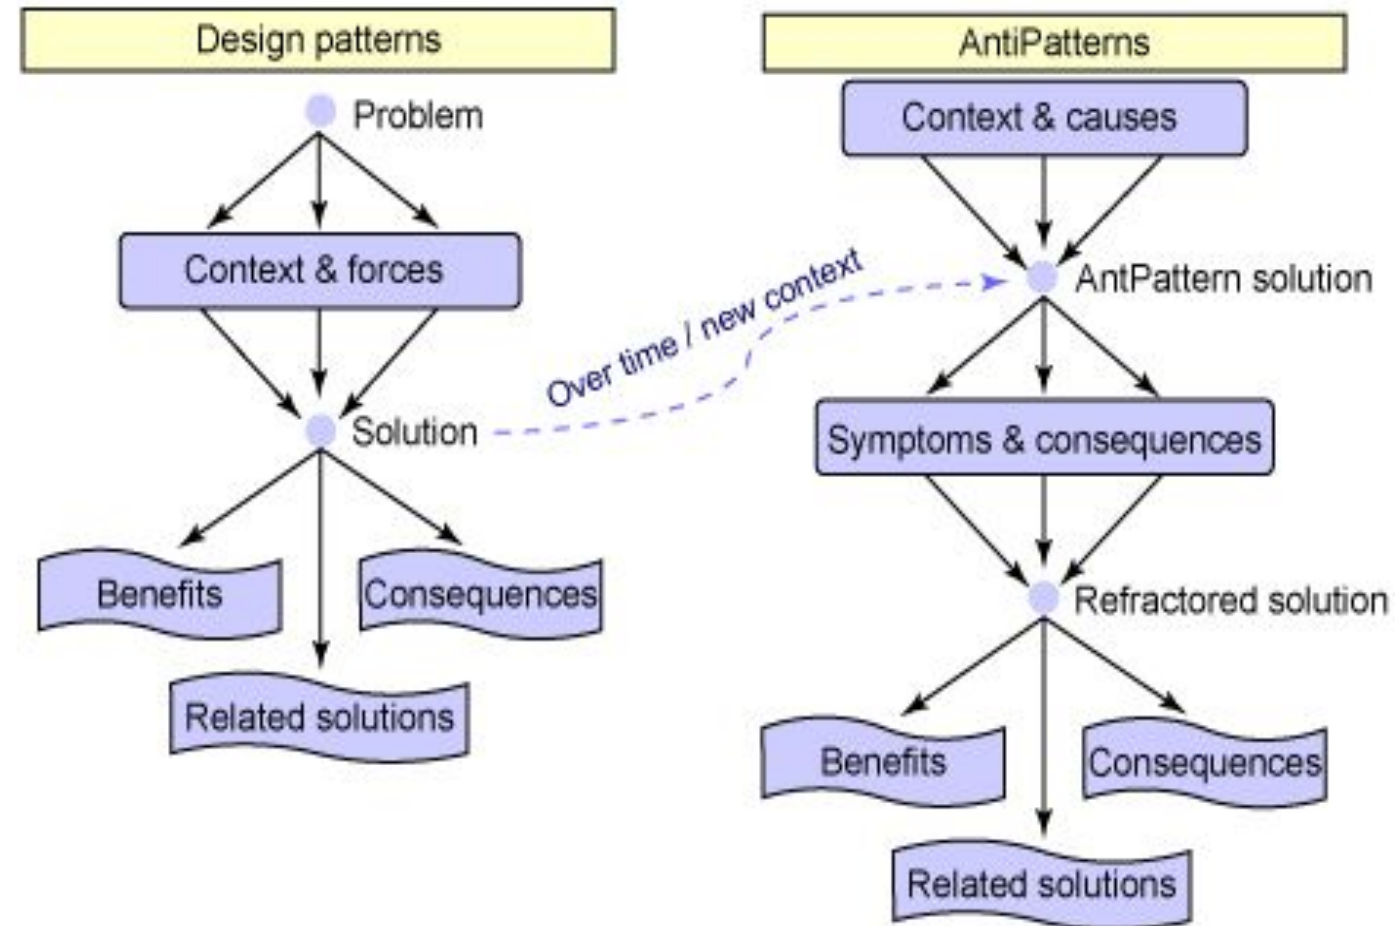 Design patterns
Problem
Context & forces
Solution
Benefits
Consequences
Related solutions
Over time / new context
AntiPatterns
Context & causes
AntPattern solution
Symptoms & consequences
Refractored solution
Benefits
Consequences
Related solutions